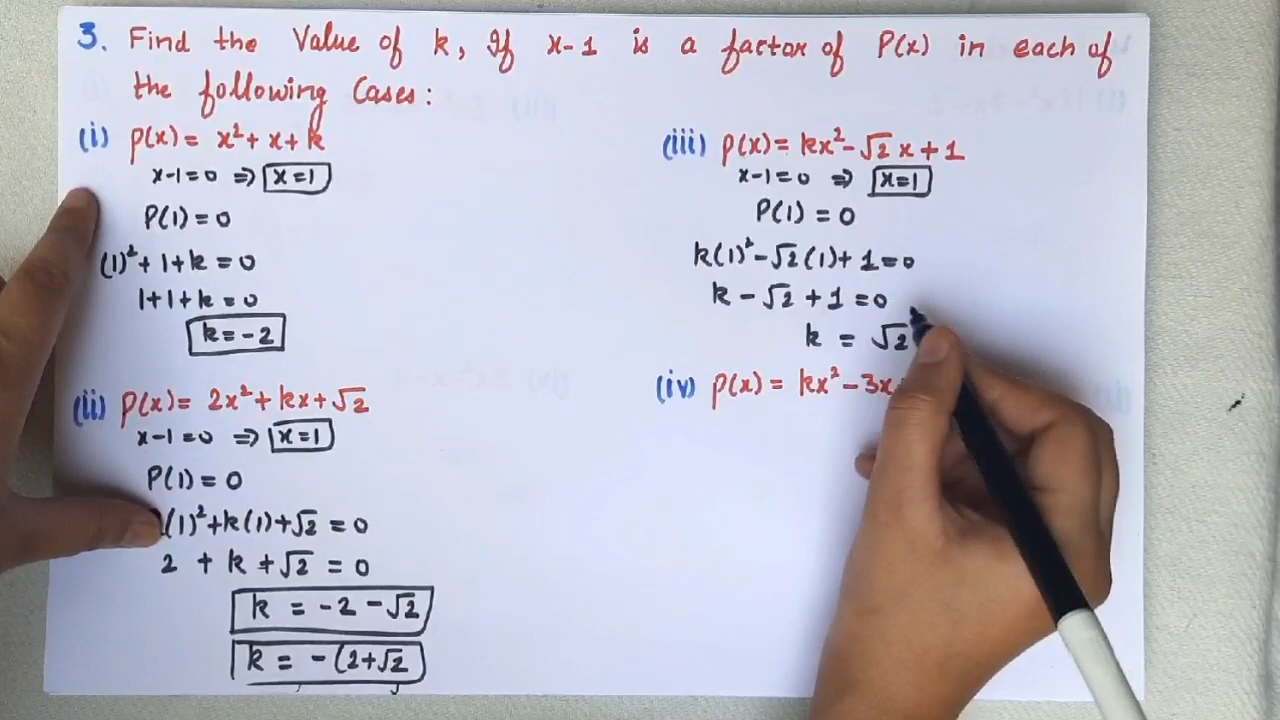 3. Find the Value of k, If x-1 is a factor of P(x) in each of
the following Cases:
(i) p(x) = x² + x + k
x-1=0 ⇒ x=1
P(1) = 0
(1)² + 1 + k = 0
1+1+k = 0
k = -2
(ii) p(x) = 2x² + kx + √2
x-1=0 ⇒ x=1
P(1) = 0
(1)² + k(1) + √2 = 0
2 + k + √2 = 0
k = -2 - √2
k = -(2+√2
(iii) p(x) = kx² - √2 x + 1
x-1=0 ⇒ x=1
P(1) = 0
k(1)² - √2(1) + 1 = 0
k - √2 + 1 = 0
k = √2
(iv) p(x) = kx² - 3x